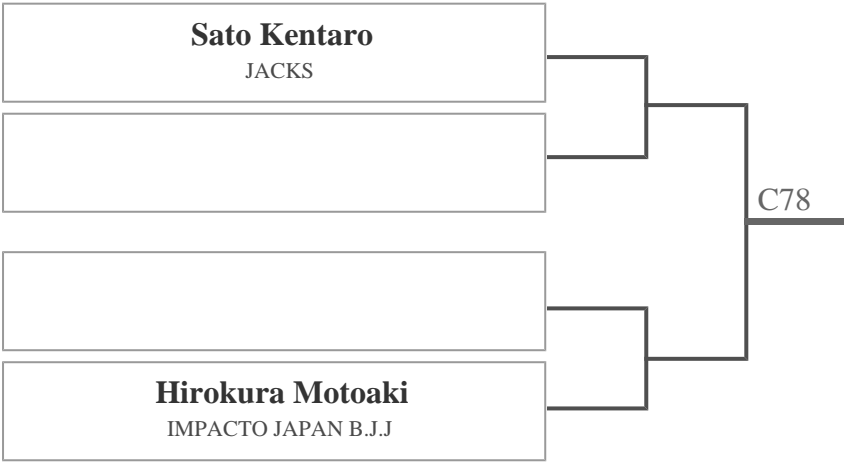 Sato Kentaro
JACKS
C78
Hirokura Motoaki
IMPACTO JAPAN B.J.J